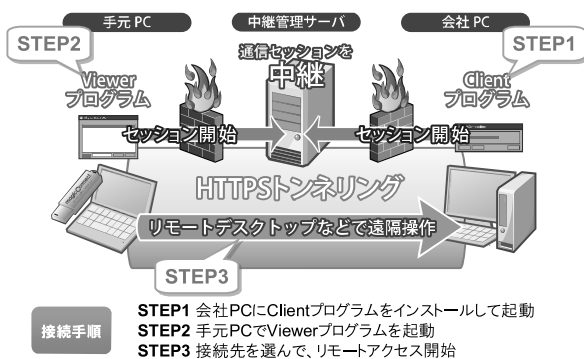 手元 PC
中継管理サーバ
会社 PC
STEP2
通信セッションを
中継
STEP1
Viewer
プログラム
Client
プログラム
セッション開始
セッション開始
HTTPSトンネリング
リモートデスクトップなどで遠隔操作
STEP3
接続手順
STEP1 会社PCにClientプログラムをインストールして起動
STEP2 手元PCでViewerプログラムを起動
STEP3 接続先を選んで、リモートアクセス開始